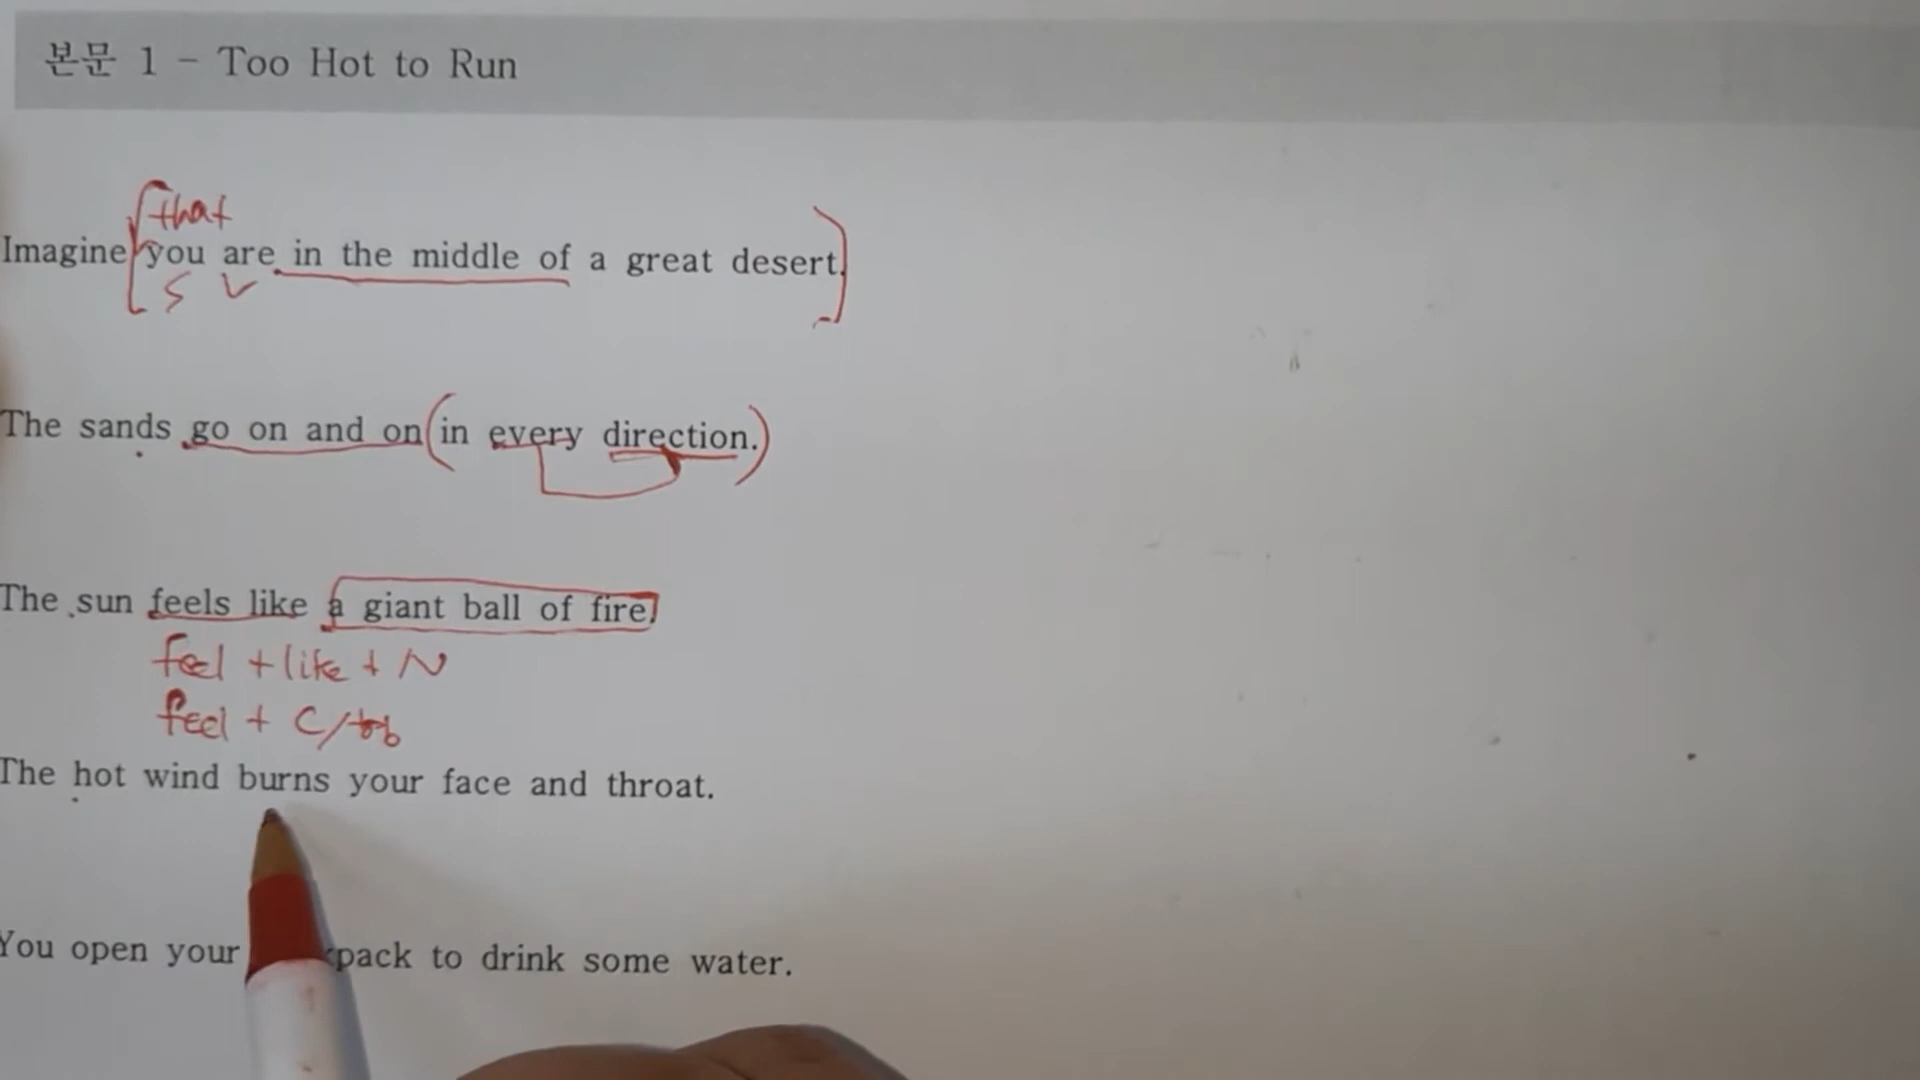 본문 1 - Too Hot to Run
that
Imagine you are in the middle of a great desert.
S V
The sands go on and on in every direction.
The sun feels like a giant ball of fire.
feel + like + N
feel + C/
The hot wind burns your face and throat.
You open your pack to drink some water.